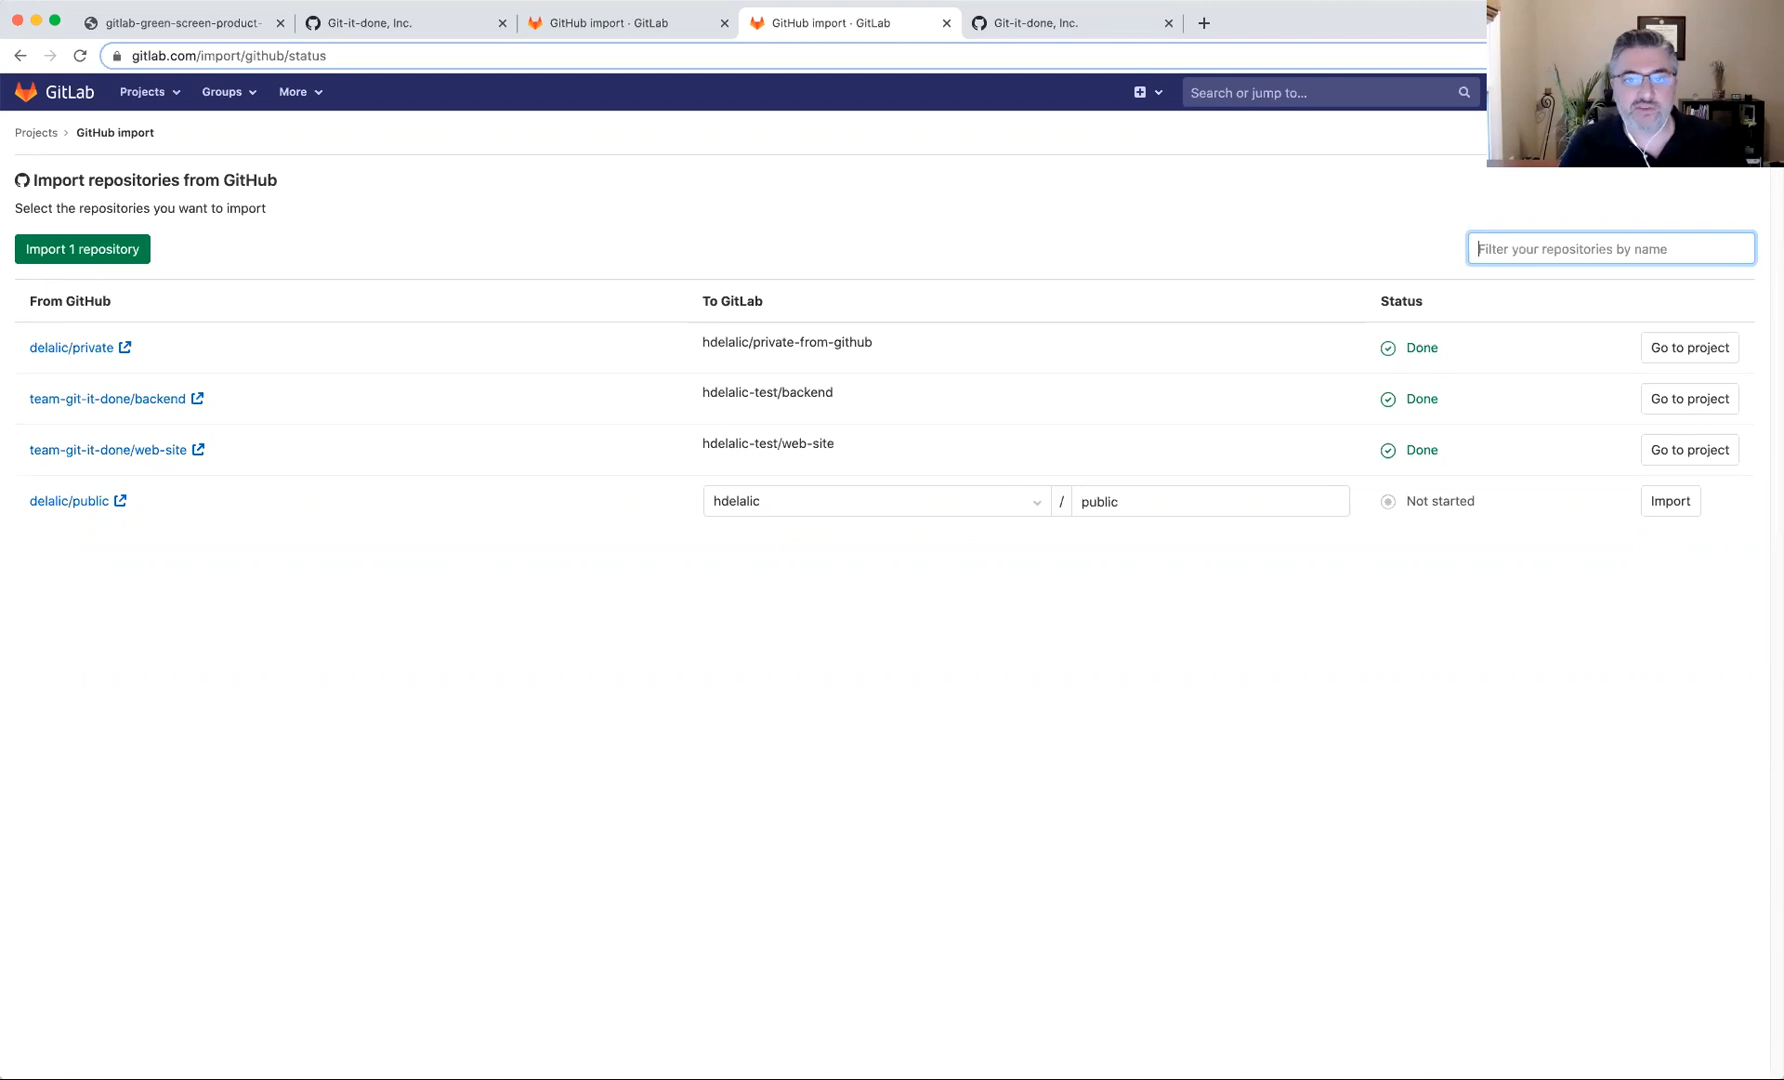 gitlab-green-screen-product-
Git-it-done, Inc.
GitHub import · GitLab
GitHub import · GitLab
Git-it-done, Inc.
gitlab.com/import/github/status
GitLab Projects Groups More Search or jump to...
Projects > GitHub import
Import repositories from GitHub
Select the repositories you want to import
Import 1 repository Filter your repositories by name
From GitHub To GitLab Status
delalic/private hdelalic/private-from-github Done Go to project
team-git-it-done/backend hdelalic-test/backend Done Go to project
team-git-it-done/web-site hdelalic-test/web-site Done Go to project
delalic/public hdelalic / public Not started Import